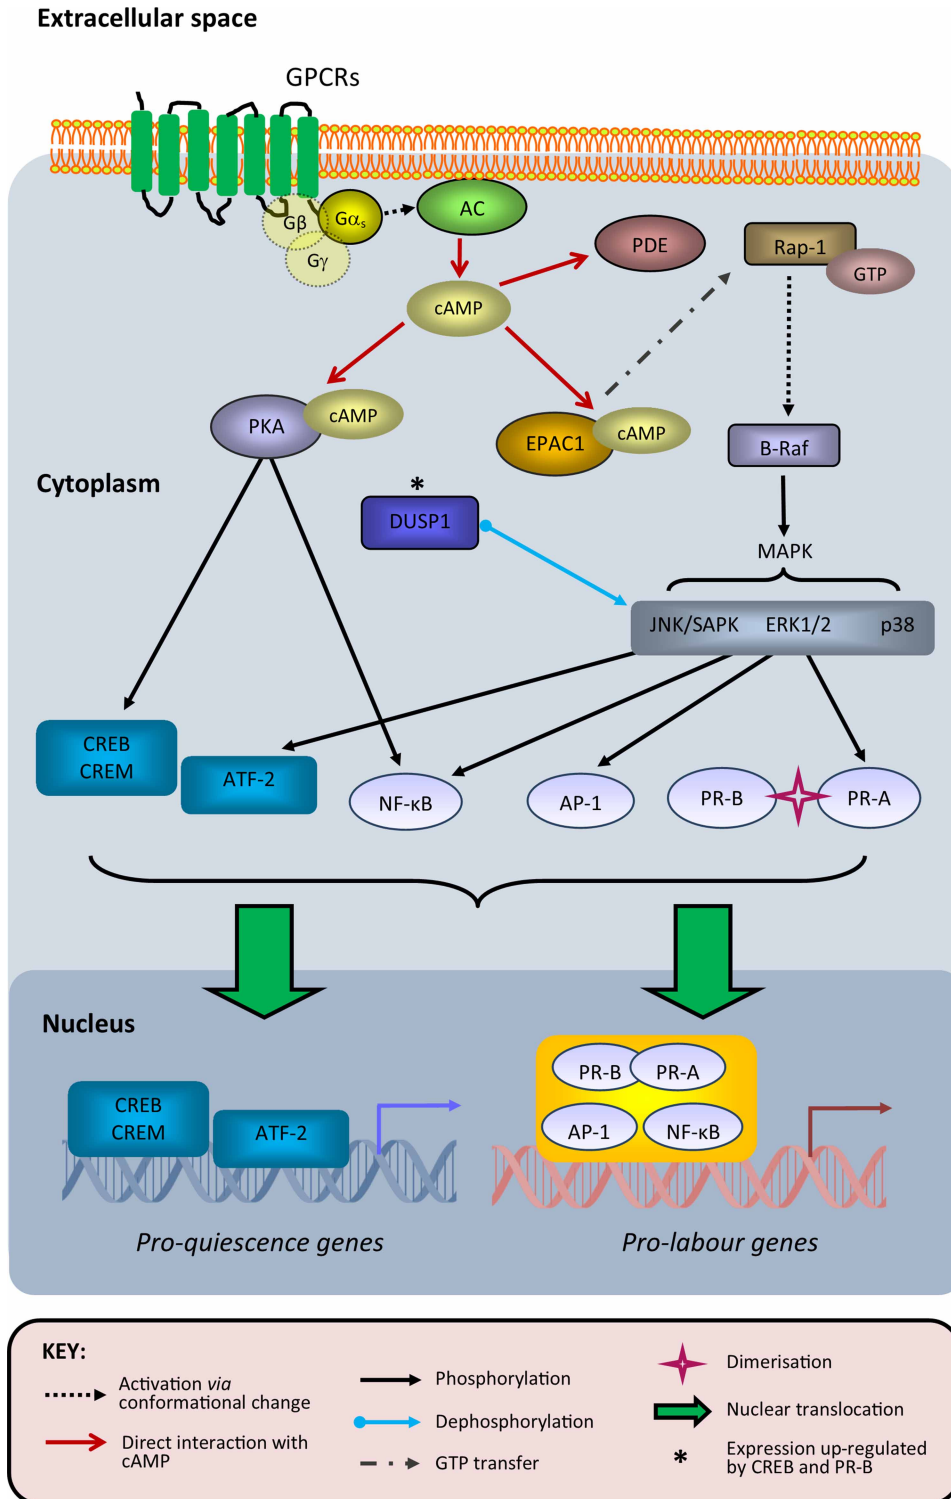 Extracellular space
GPCRs
Gβ
Gαs
Gγ
AC
PDE
Rap-1
GTP
cAMP
PKA
cAMP
EPAC1
cAMP
B-Raf
Cytoplasm
*
DUSP1
MAPK
JNK/SAPK ERK1/2 p38
CREB
CREM
ATF-2
NF-κB
AP-1
PR-B
PR-A
Nucleus
CREB
CREM
ATF-2
PR-B
PR-A
AP-1
NF-κB
Pro-quiescence genes
Pro-labour genes
KEY:
Activation via
conformational change
Direct interaction with
cAMP
Phosphorylation
Dephosphorylation
GTP transfer
Dimerisation
Nuclear translocation
* Expression up-regulated
by CREB and PR-B